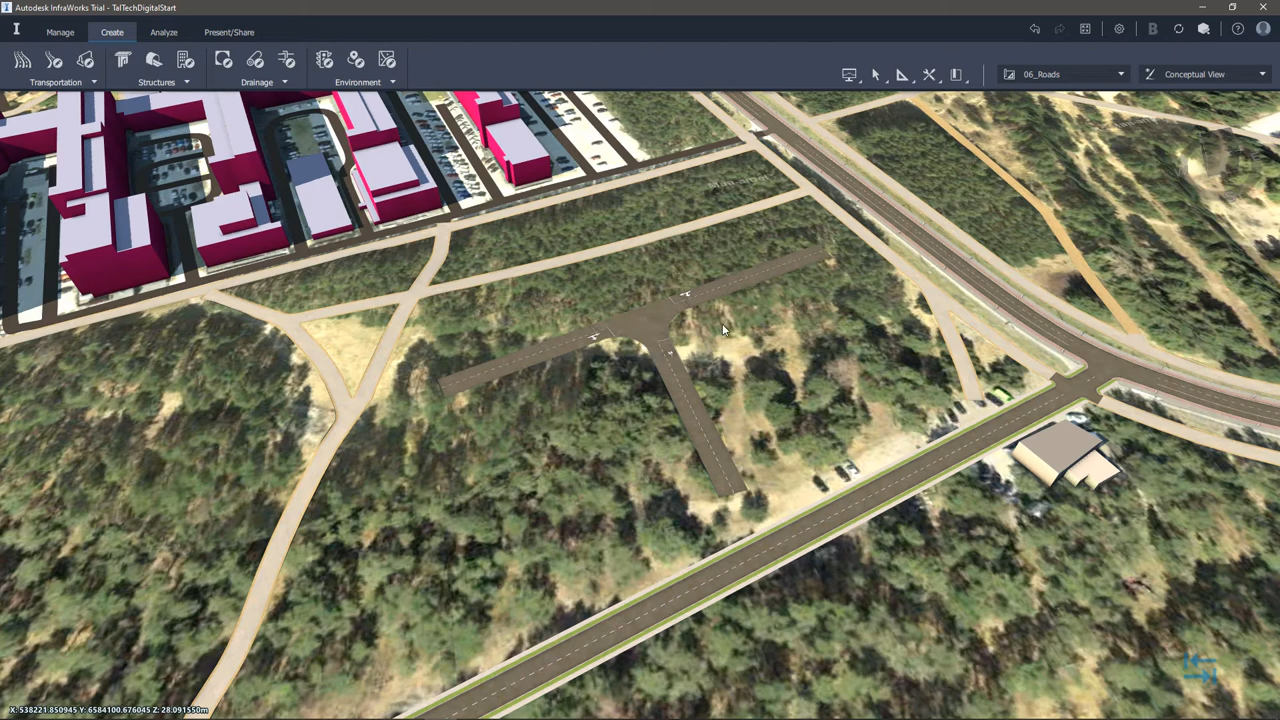 I Autodesk InfraWorks Trial - TalTechDigitalStart
I Manage Create Analyze Present/Share
B
Transportation Structures Drainage Environment
06_Roads Conceptual View
X: 538221.850945 Y: 6584100.676045 Z: 28.091550m